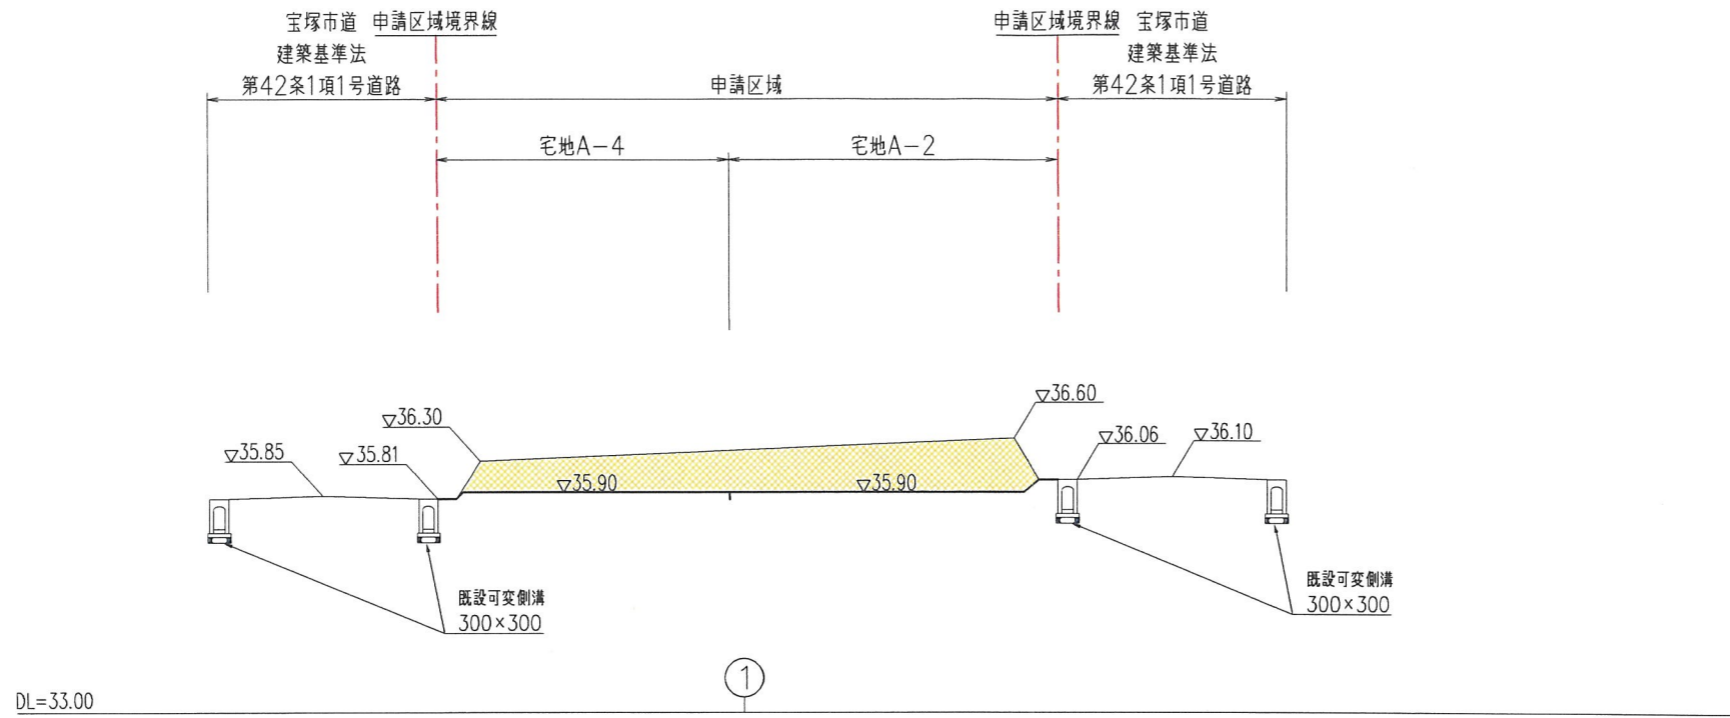 宝塚市道 申請区域境界線
建築基準法
第42条1項1号道路
申請区域境界線 宝塚市道
建築基準法
第42条1項1号道路
申請区域
宅地A-4
宅地A-2
▽36.30
▽36.60
▽35.85
▽35.81
▽36.06
▽36.10
▽35.90
▽35.90
既設可変側溝
300×300
既設可変側溝
300×300
1
DL=33.00